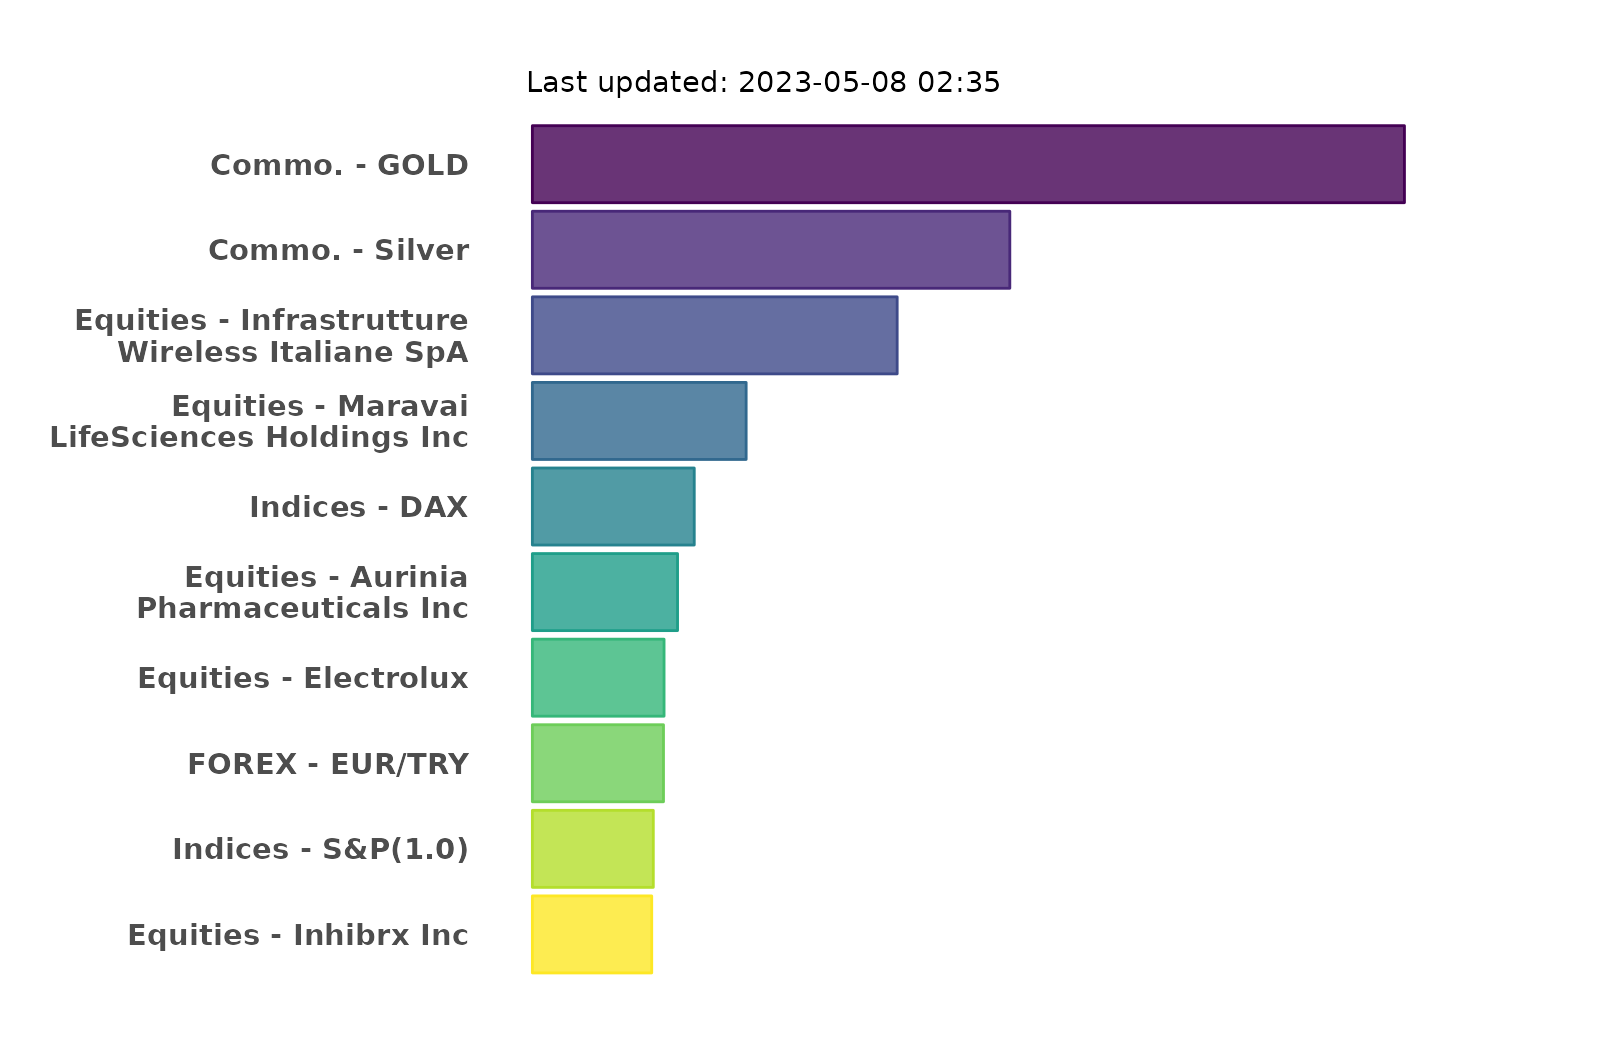 Last updated: 2023-05-08 02:35
Commo. - GOLD
Commo. - Silver
Equities - Infrastrutture
Wireless Italiane SpA
Equities - Maravai
LifeSciences Holdings Inc
Indices - DAX
Equities - Aurinia
Pharmaceuticals Inc
Equities - Electrolux
FOREX - EUR/TRY
Indices - S&P(1.0)
Equities - Inhibrx Inc